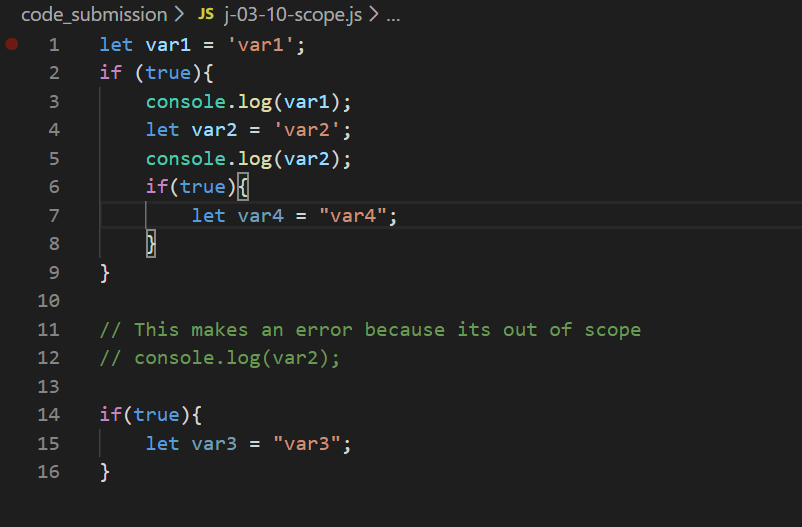 code_submission > JS j-03-10-scope.js > ...
1 let var1 = 'var1';
2 if (true){
3     console.log(var1);
4     let var2 = 'var2';
5     console.log(var2);
6     if(true){
7         let var4 = "var4";
8     }
9 }
10
11 // This makes an error because its out of scope
12 // console.log(var2);
13
14 if(true){
15     let var3 = "var3";
16 }